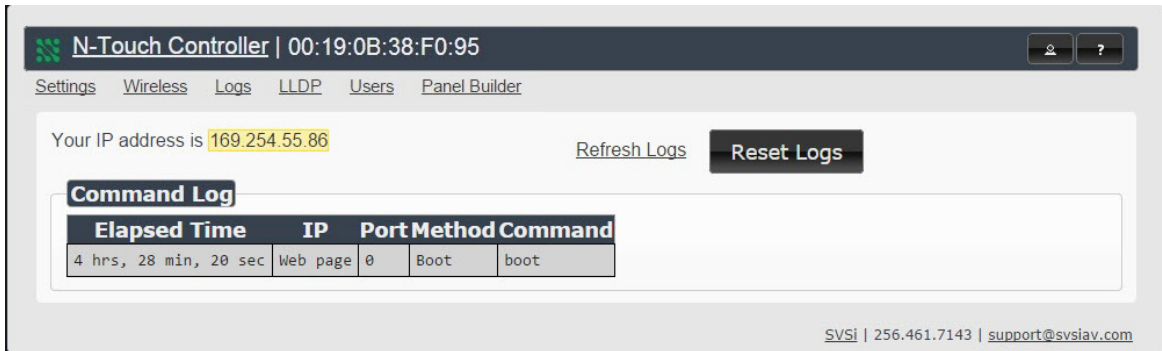 N-Touch Controller | 00:19:0B:38:F0:95
?
Settings Wireless Logs LLDP Users Panel Builder
Your IP address is 169.254.55.86
Refresh Logs
Reset Logs
Command Log
Elapsed Time IP Port Method Command
4 hrs, 28 min, 20 sec Web page 0 Boot boot
SVSi | 256.461.7143 | support@svsiav.com